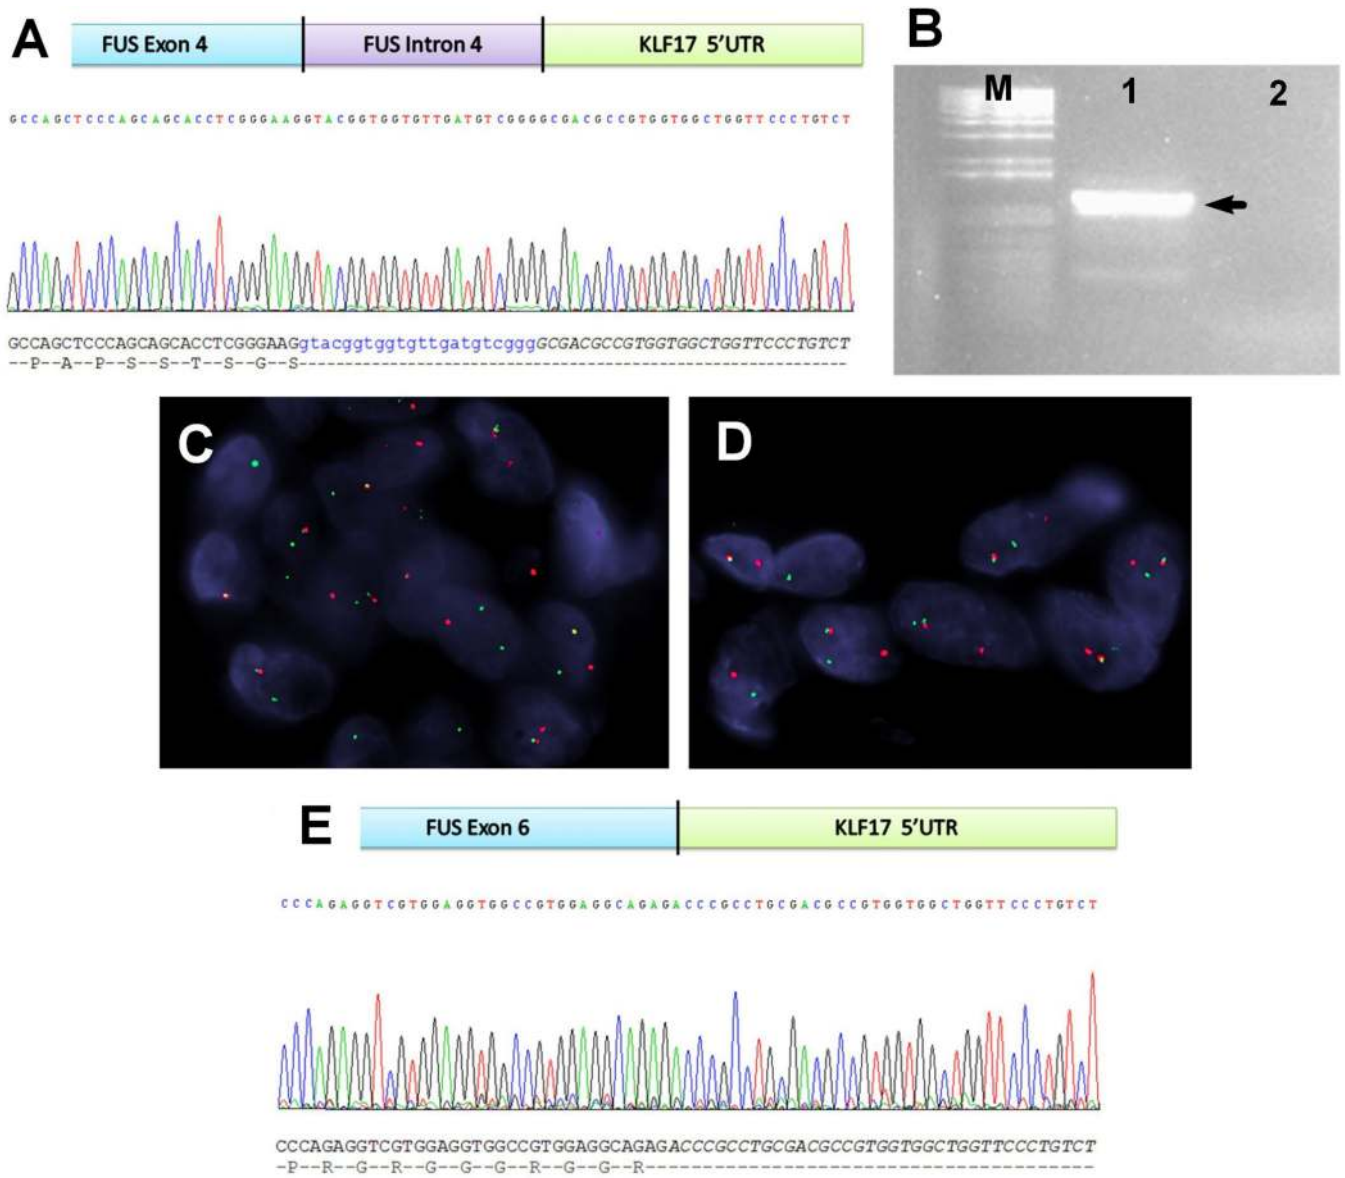 A
FUS Exon 4 FUS Intron 4 KLF17 5’UTR
GCCAGCTCCCAGCAGCACCTCGGGAAGGTACGGTGGTGTTGATGTCGGGGCGACGCCGTGGTGGCTGGTTCCCTGTCT
GCCAGCTCCCAGCAGCACCTCGGGAAGgtacggtggtgttgatgtcgggGCGACGCCGTGGTGGCTGGTTCCCTGTCT
--P--A--P--S--S--T--S--G--S--------------------------------------------------
B
M 1 2
C
D
E
FUS Exon 6 KLF17 5’UTR
CCCAGAGGTCGTGGAGGTGGCCGTGGAGGCAGAGACCCGCCTGCGACGCCGTGGTGGCTGGTTCCCTGTCT
CCCAGAGGTCGTGGAGGTGGCCGTGGAGGCAGAGACCCGCCTGCGACGCCGTGGTGGCTGGTTCCCTGTCT
-P--R--G--R--G--G--G--R--G--G--R---------------------------------------